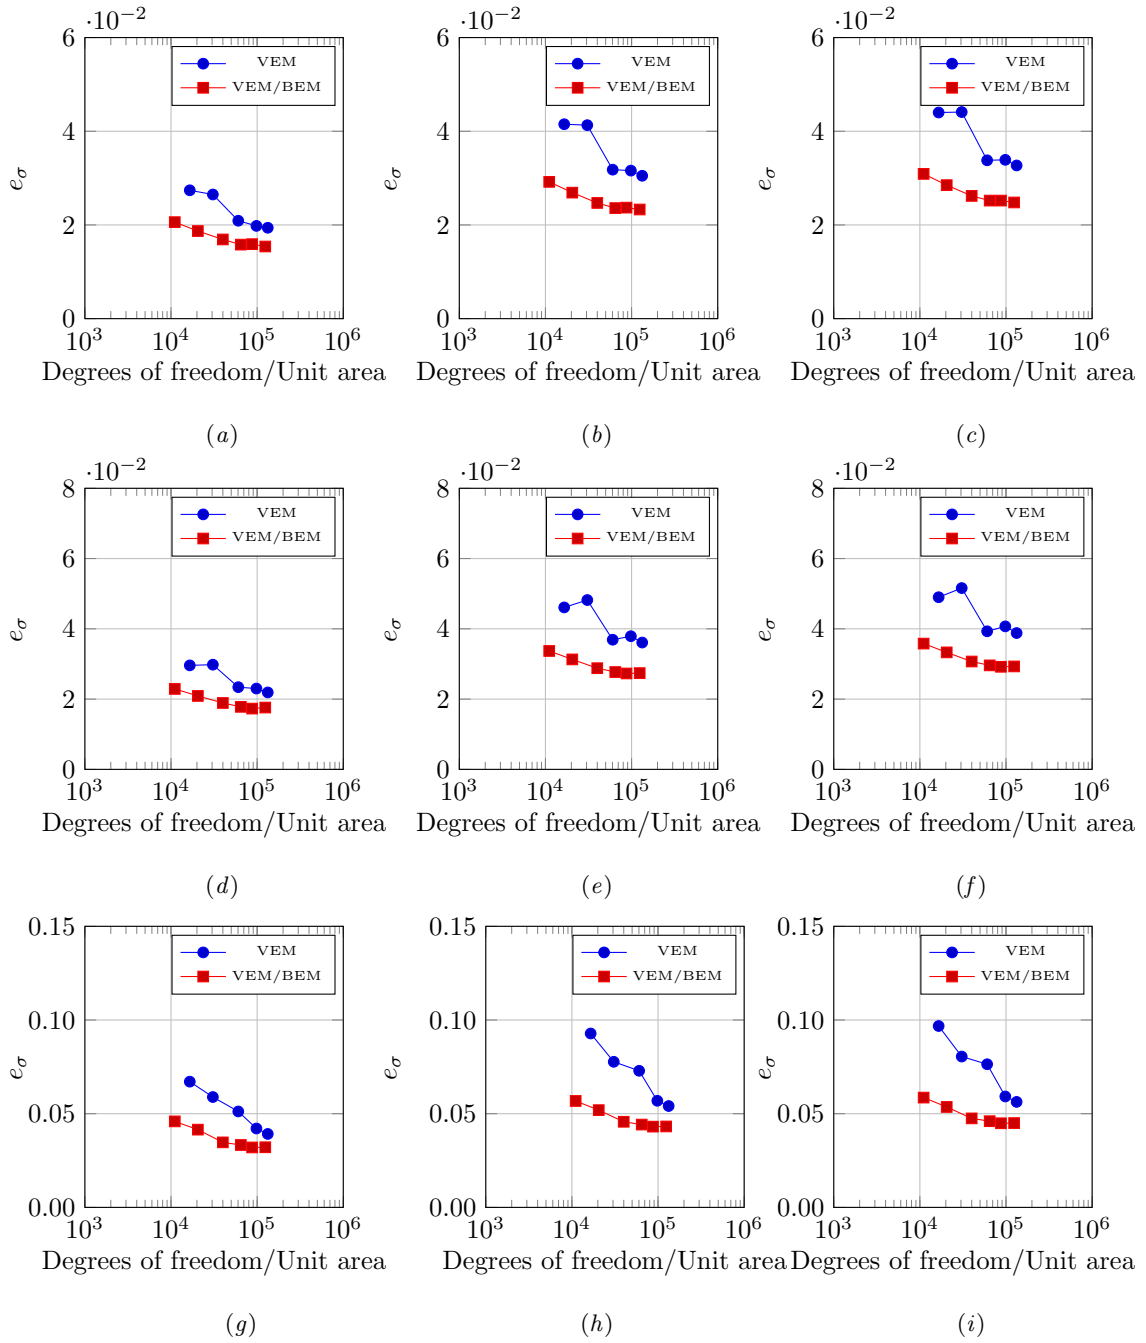 ·10⁻² ·10⁻² ·10⁻²
6 6 6
VEM VEM VEM
VEM/BEM VEM/BEM VEM/BEM
4 4 4
e_σ e_σ e_σ
2 2 2
0 0 0
10³ 10⁴ 10⁵ 10⁶ 10³ 10⁴ 10⁵ 10⁶ 10³ 10⁴ 10⁵ 10⁶
Degrees of freedom/Unit area Degrees of freedom/Unit area Degrees of freedom/Unit area
(a) (b) (c)
·10⁻² ·10⁻² ·10⁻²
8 8 8
VEM VEM VEM
VEM/BEM VEM/BEM VEM/BEM
6 6 6
e_σ e_σ e_σ
4 4 4
2 2 2
0 0 0
10³ 10⁴ 10⁵ 10⁶ 10³ 10⁴ 10⁵ 10⁶ 10³ 10⁴ 10⁵ 10⁶
Degrees of freedom/Unit area Degrees of freedom/Unit area Degrees of freedom/Unit area
(d) (e) (f)
0.15 0.15 0.15
VEM VEM VEM
VEM/BEM VEM/BEM VEM/BEM
0.10 0.10 0.10
e_σ e_σ e_σ
0.05 0.05 0.05
0.00 0.00 0.00
10³ 10⁴ 10⁵ 10⁶ 10³ 10⁴ 10⁵ 10⁶ 10³ 10⁴ 10⁵ 10⁶
Degrees of freedom/Unit area Degrees of freedom/Unit area Degrees of freedom/Unit area
(g) (h) (i)